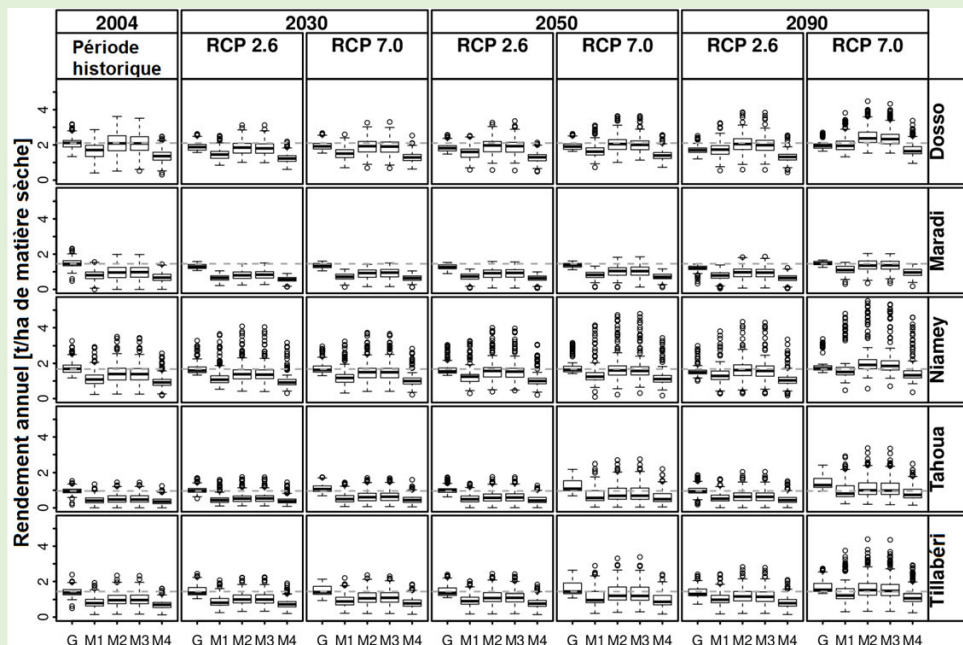 2004 2030 2050 2090
Période historique RCP 2.6 RCP 7.0 RCP 2.6 RCP 7.0 RCP 2.6 RCP 7.0
Rendement annuel [t/ha de matière sèche]
0 2 4 Dosso
0 2 4 Maradi
0 2 4 Niamey
0 2 4 Tahoua
0 2 4 Tillabéri
G M1 M2 M3 M4 G M1 M2 M3 M4 G M1 M2 M3 M4 G M1 M2 M3 M4 G M1 M2 M3 M4 G M1 M2 M3 M4 G M1 M2 M3 M4